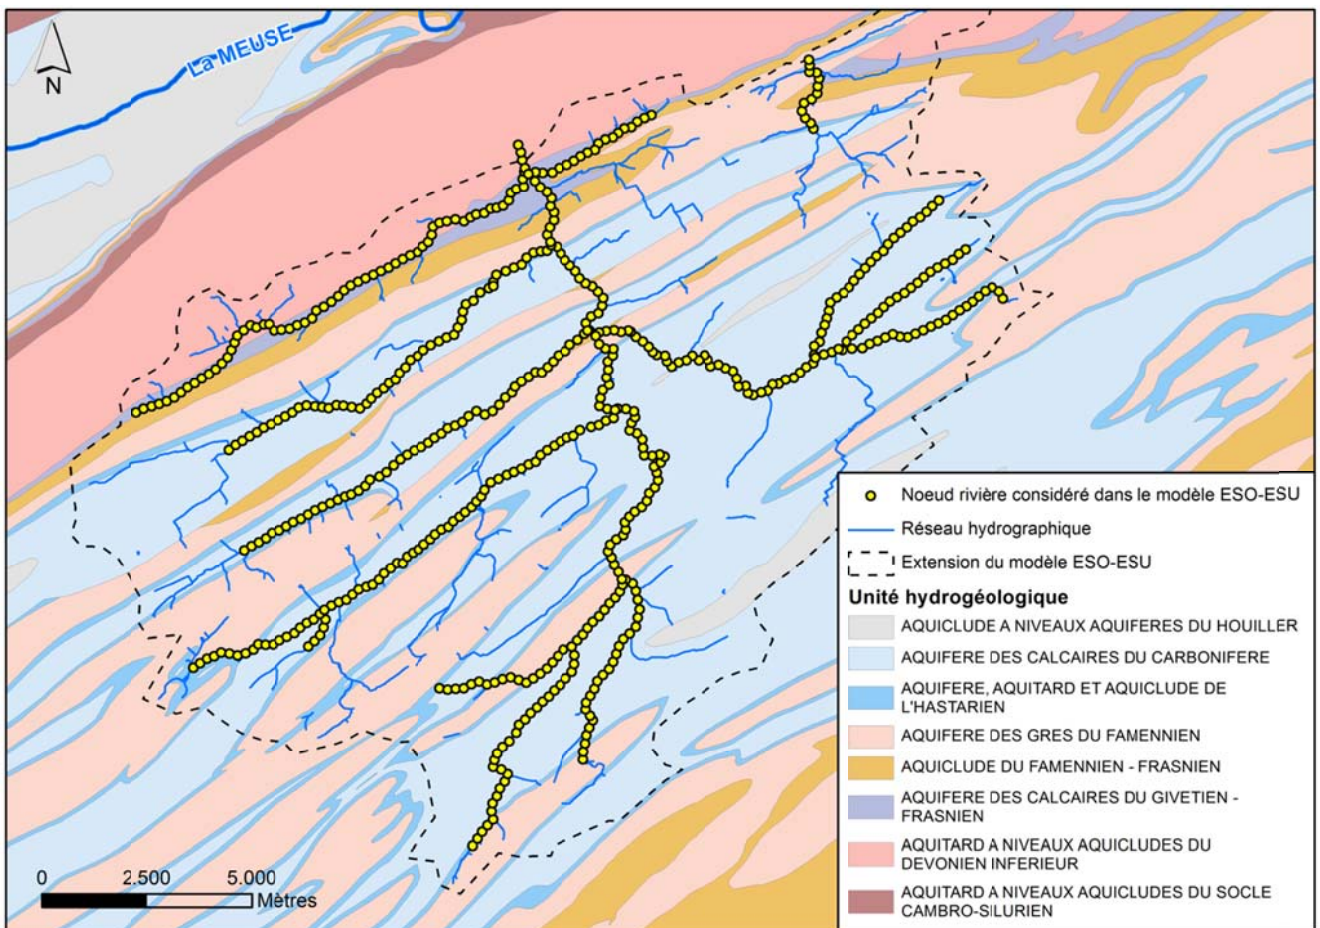 La MEUSE
N
Noeud rivière considéré dans le modèle ESO-ESU
Réseau hydrographique
Extension du modèle ESO-ESU
Unité hydrogéologique
AQUICLUDE A NIVEAUX AQUIFERES DU HOUILLER
AQUIFERE DES CALCAIRES DU CARBONIFERE
AQUIFERE, AQUITARD ET AQUICLUDE DE
L'HASTARIEN
AQUIFERE DES GRES DU FAMENNIEN
AQUICLUDE DU FAMENNIEN - FRASNIEN
AQUIFERE DES CALCAIRES DU GIVETIEN -
FRASNIEN
AQUITARD A NIVEAUX AQUICLUDES DU
DEVONIEN INFERIEUR
AQUITARD A NIVEAUX AQUICLUDES DU SOCLE
CAMBRO-SILURIEN
0 2.500 5.000
Mètres